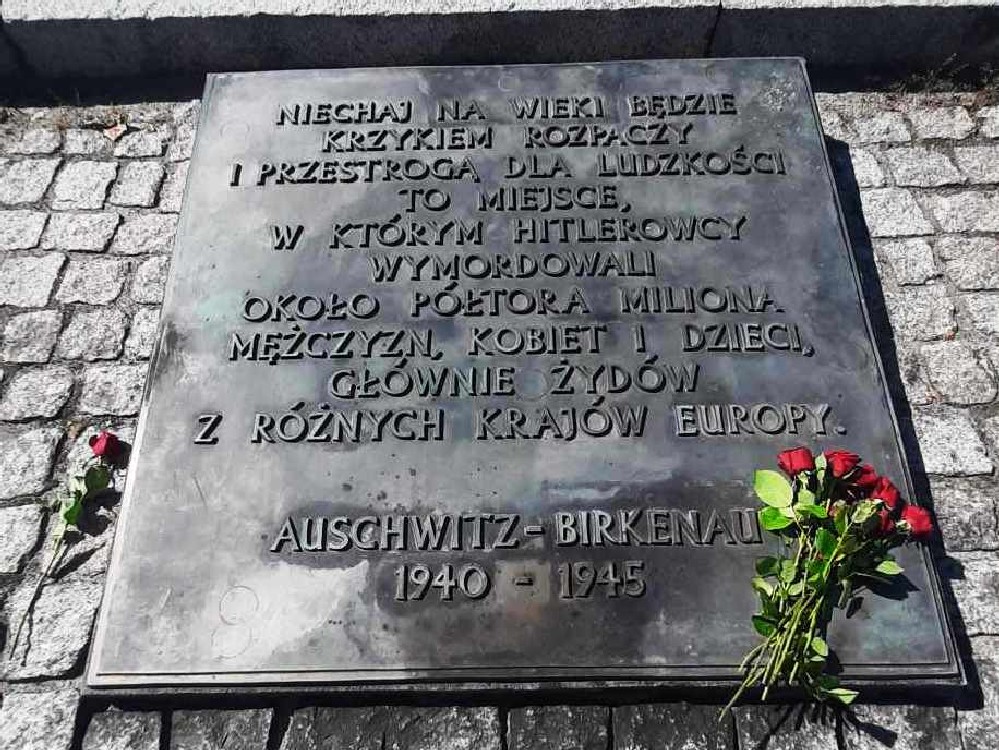 NIECHAJ NA WIEKI BĘDZIE
KRZYKIEM ROZPACZY
I PRZESTROGĄ DLA LUDZKOŚCI
TO MIEJSCE,
W KTÓRYM HITLEROWCY
WYMORDOWALI
OKOŁO PÓŁTORA MILIONA
MĘŻCZYZN, KOBIET I DZIECI,
GŁÓWNIE ŻYDÓW
Z RÓŻNYCH KRAJÓW EUROPY.
AUSCHWITZ-BIRKENAU
1940 - 1945